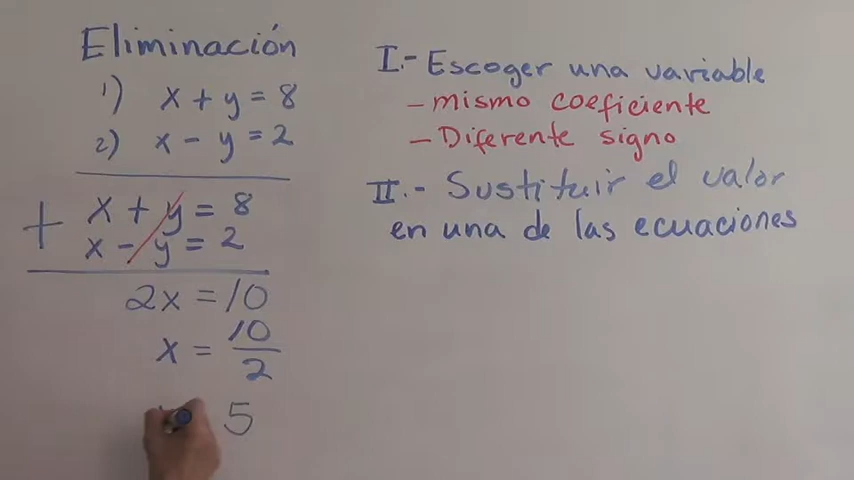 Eliminación
1) x + y = 8
2) x - y = 2
+ x + y = 8
x - y = 2
2x = 10
x = 10/2
5
I.- Escoger una variable
- mismo coeficiente
- Diferente signo
II.- Sustituir el valor
en una de las ecuaciones